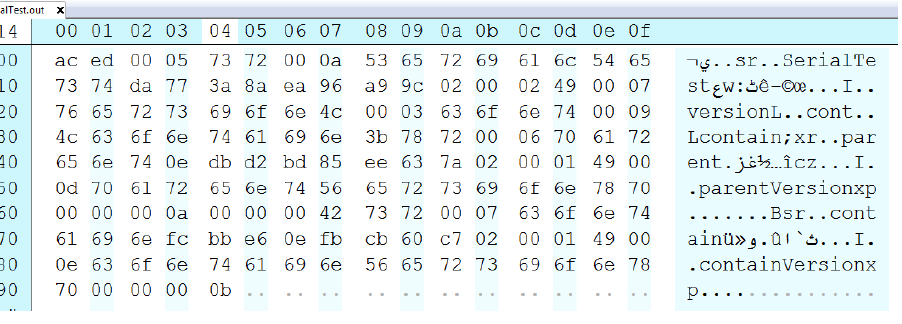 alTest.out x
14 00 01 02 03 04 05 06 07 08 09 0a 0b 0c 0d 0e 0f
00 ac ed 00 05 73 72 00 0a 53 65 72 69 61 6c 54 65 ¬ي..sr..SerialTe
10 73 74 da 77 3a 8a ea 96 a9 9c 02 00 02 49 00 07 stعw:ٹê–©œ...I..
20 76 65 72 73 69 6f 6e 4c 00 03 63 6f 6e 74 00 09 versionL..cont..
30 4c 63 6f 6e 74 61 69 6e 3b 78 72 00 06 70 61 72 Lcontain;xr..par
40 65 6e 74 0e db d2 bd 85 ee 63 7a 02 00 01 49 00 ent.غز½…îcz...I.
50 0d 70 61 72 65 6e 74 56 65 72 73 69 6f 6e 78 70 .parentVersionxp
60 00 00 00 0a 00 00 00 42 73 72 00 07 63 6f 6e 74 .......Bsr..cont
70 61 69 6e fc bb e6 0e fb cb 60 c7 02 00 01 49 00 ainü»و.ûث`ا...I.
80 0e 63 6f 6e 74 61 69 6e 56 65 72 73 69 6f 6e 78 .containVersionx
90 70 00 00 00 0b .. .. .. .. .. .. .. .. .. .. .. p...............